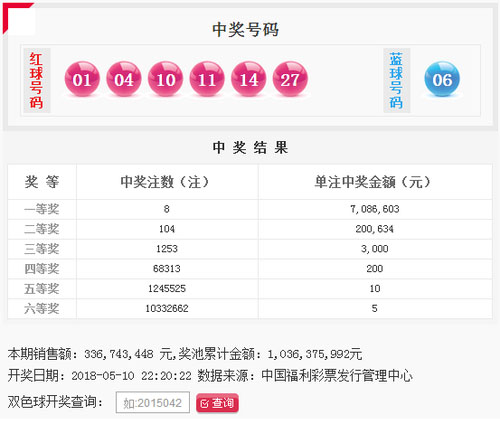 中奖号码
红球号码 01 04 10 11 14 27 蓝球号码 06
中 奖 结 果
奖 等 中奖注数（注） 单注中奖金额（元）
一等奖 8 7,086,603
二等奖 104 200,634
三等奖 1253 3,000
四等奖 68313 200
五等奖 1245525 10
六等奖 10332662 5
本期销售额：336,743,448 元,奖池累计金额：1,036,375,992元
开奖日期：2018-05-10 22:20:22 数据来源：中国福利彩票发行管理中心
双色球开奖查询： 如:2015042 查询